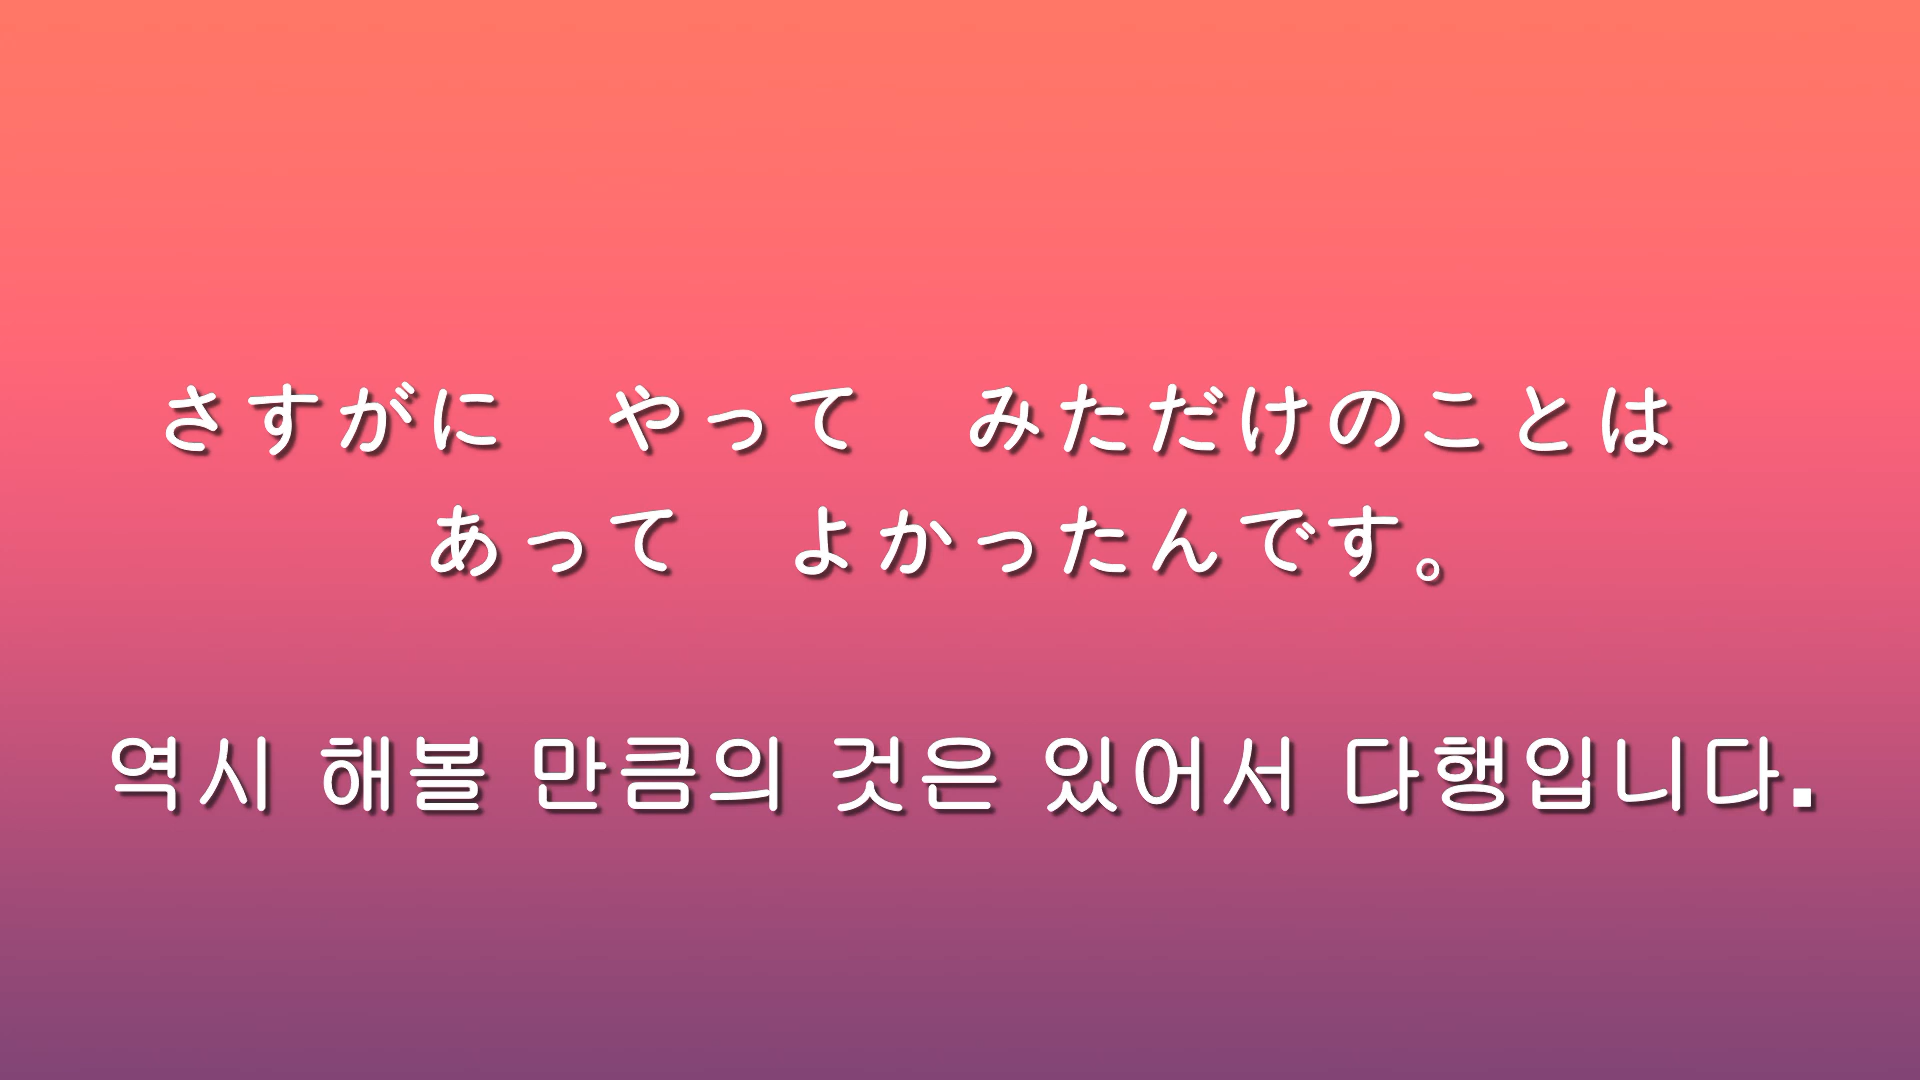 さすがに　やって　みただけのことは
あって　よかったんです。
역시 해볼 만큼의 것은 있어서 다행입니다.